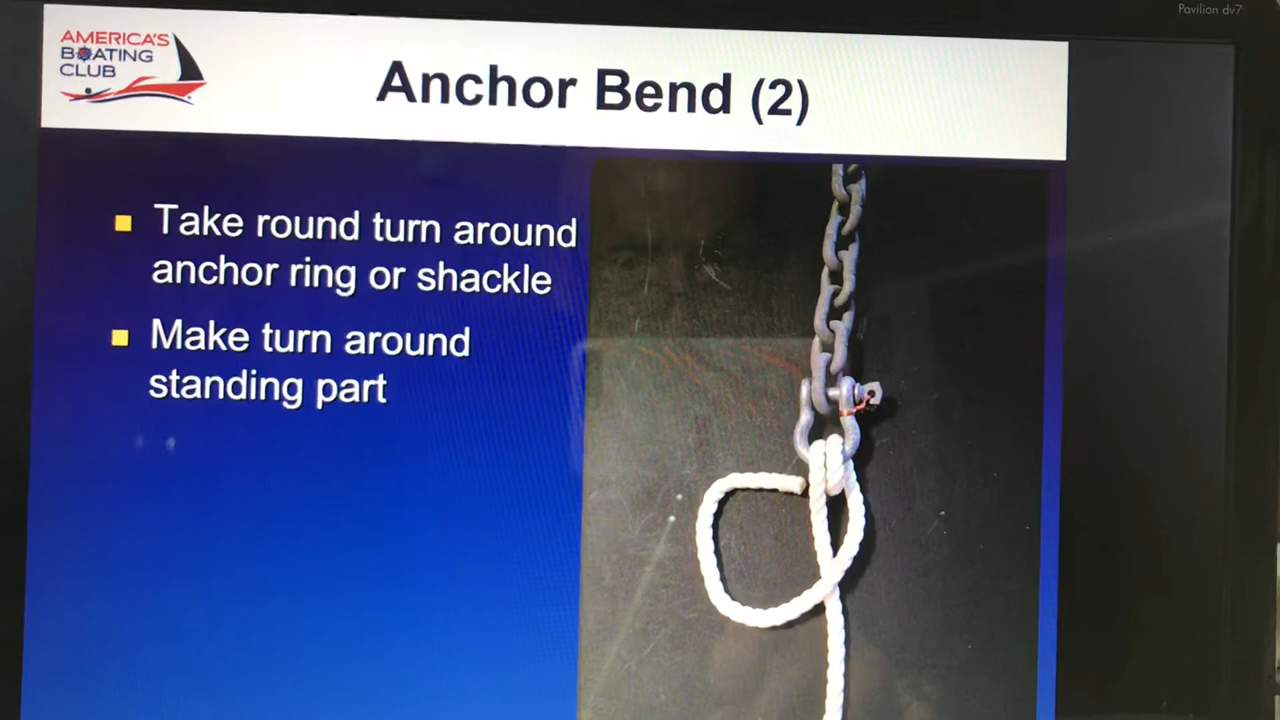 Pavilion dv7
AMERICA'S
BOATING
CLUB
Anchor Bend (2)
Take round turn around
anchor ring or shackle
Make turn around
standing part